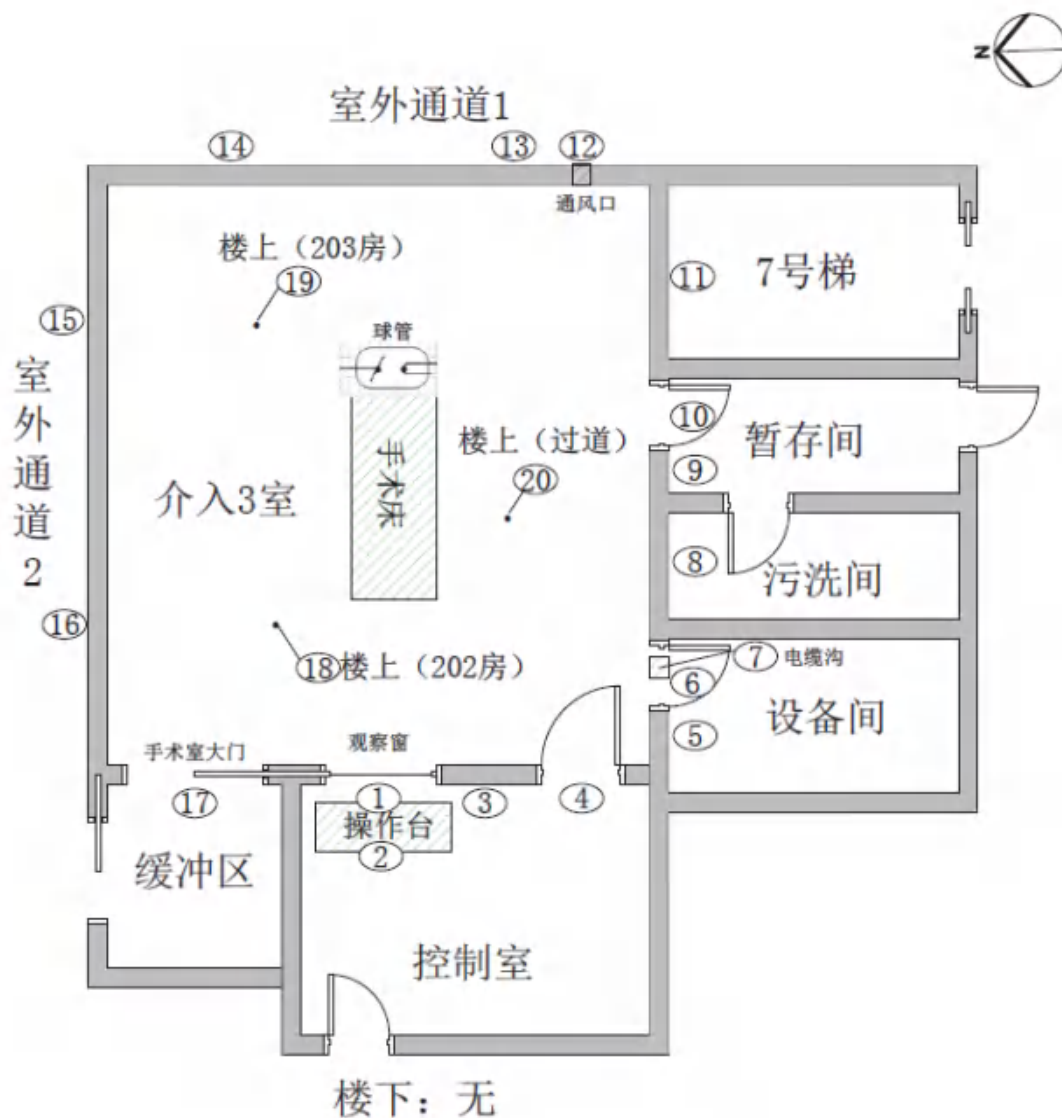 N
室外通道1
⑭
⑬
⑫
通风口
楼上（203房）
⑲
⑪
7号梯
⑮
球管
室外通道2
手术床
楼上（过道）
⑳
⑩
暂存间
⑨
介入3室
⑧
污洗间
⑯
⑱楼上（202房）
⑦
电缆沟
⑥
设备间
⑤
手术室大门
观察窗
⑰
①
③
④
操作台
②
缓冲区
控制室
楼下：无